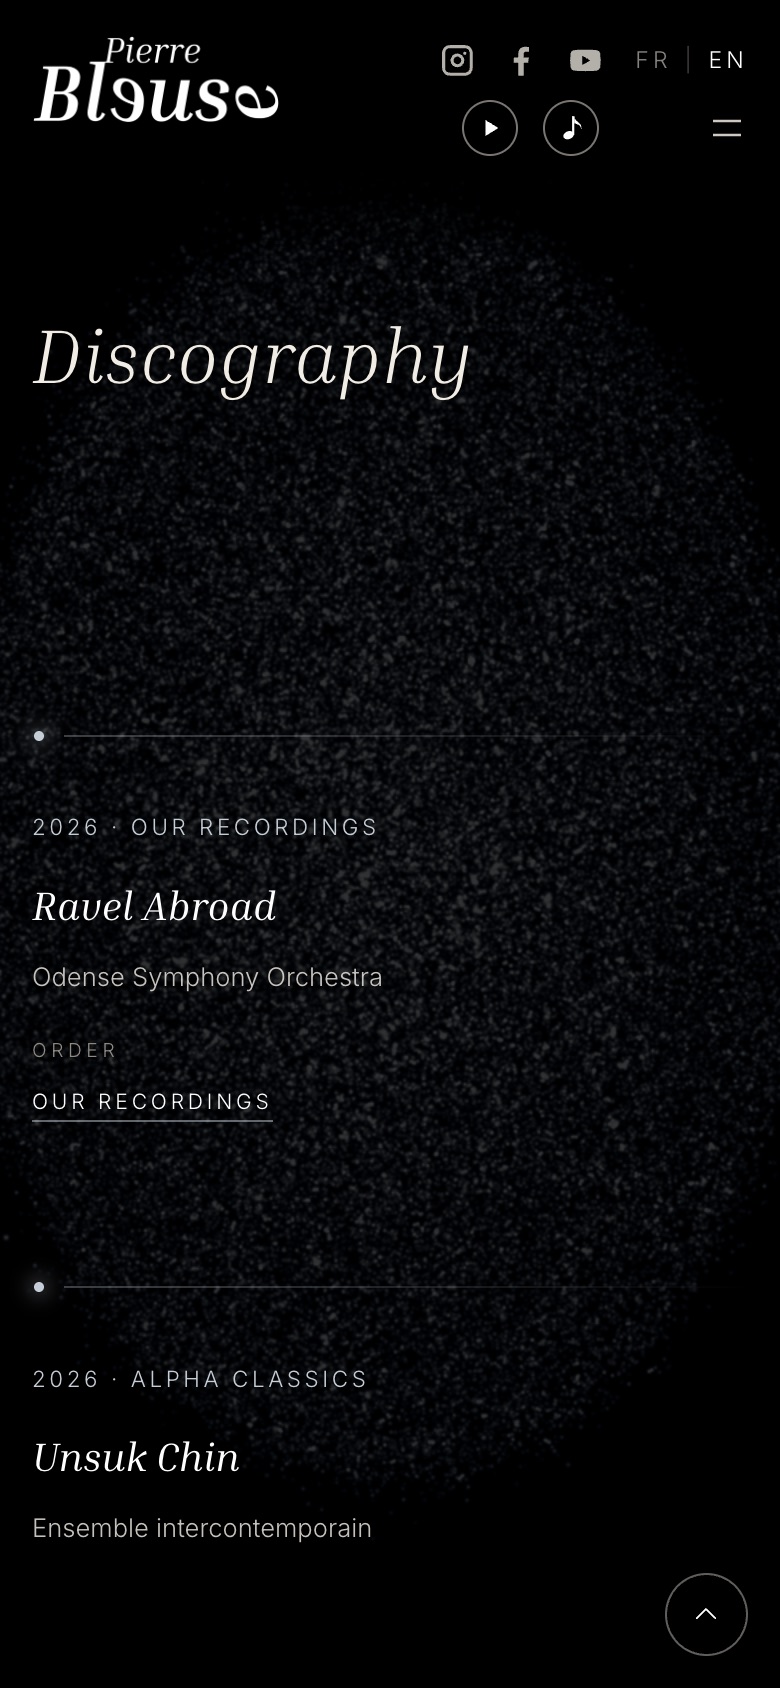 Pierre
Bleuse
FR | EN
Discography
2026 · OUR RECORDINGS
Ravel Abroad
Odense Symphony Orchestra
ORDER
OUR RECORDINGS
2026 · ALPHA CLASSICS
Unsuk Chin
Ensemble intercontemporain